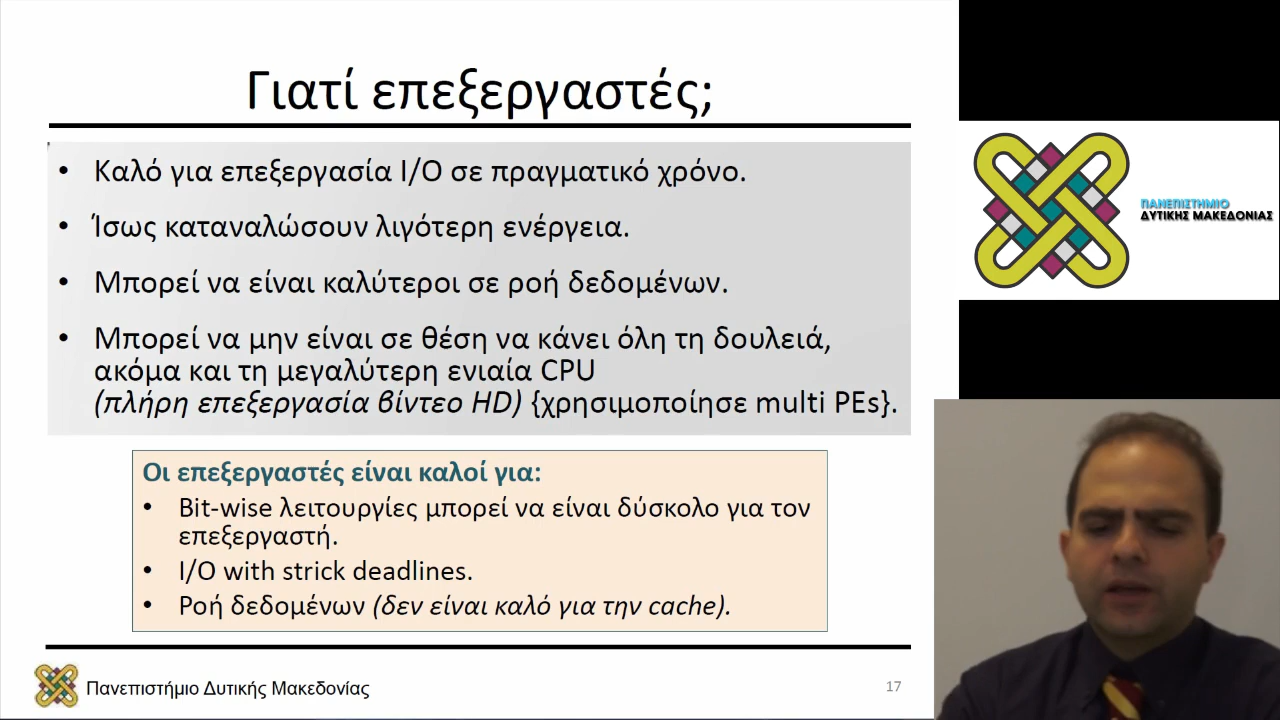 Γιατί επεξεργαστές;
• Καλό για επεξεργασία I/O σε πραγματικό χρόνο.
• Ίσως καταναλώσουν λιγότερη ενέργεια.
• Μπορεί να είναι καλύτεροι σε ροή δεδομένων.
• Μπορεί να μην είναι σε θέση να κάνει όλη τη δουλειά,
ακόμα και τη μεγαλύτερη ενιαία CPU
(πλήρη επεξεργασία βίντεο HD) {χρησιμοποίησε multi PEs}.
Οι επεξεργαστές είναι καλοί για:
• Bit-wise λειτουργίες μπορεί να είναι δύσκολο για τον
επεξεργαστή.
• I/O with strick deadlines.
• Ροή δεδομένων (δεν είναι καλό για την cache).
Πανεπιστήμιο Δυτικής Μακεδονίας
17
ΠΑΝΕΠΙΣΤΗΜΙΟ
ΔΥΤΙΚΗΣ ΜΑΚΕΔΟΝΙΑΣ